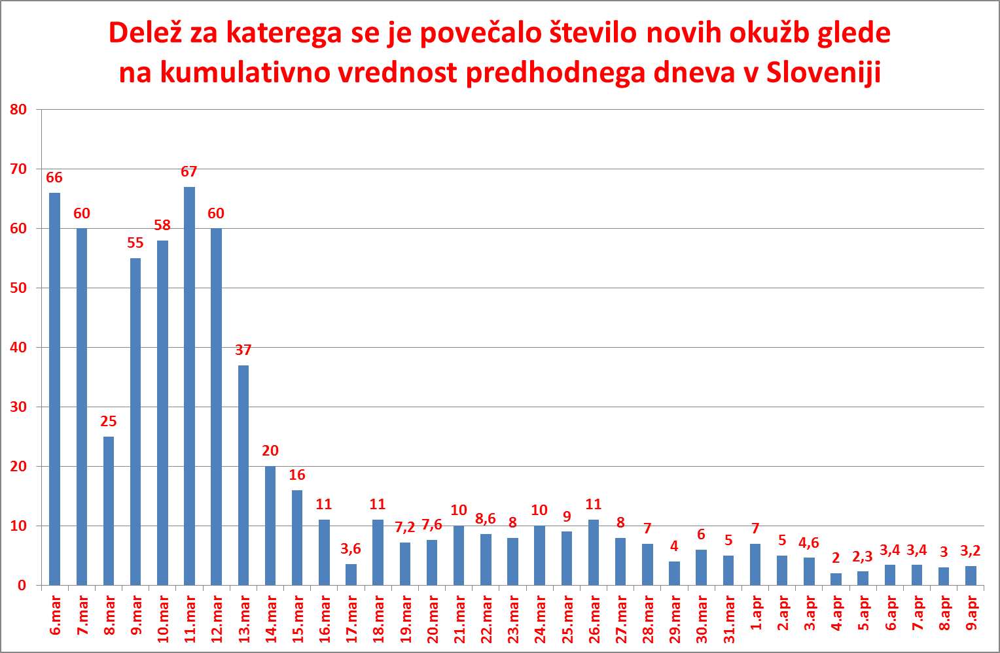 Delež za katerega se je povečalo število novih okužb glede
na kumulativno vrednost predhodnega dneva v Sloveniji
80
70
60
50
40
30
20
10
0
66
60
25
55
58
67
60
37
20
16
11
3,6
11
7,2
7,6
10
8,6
8
10
9
11
8
7
4
6
5
7
5
4,6
2
2,3
3,4
3,4
3
3,2
6.mar
7.mar
8.mar
9.mar
10.mar
11.mar
12.mar
13.mar
14.mar
15.mar
16.mar
17.mar
18.mar
19.mar
20.mar
21.mar
22.mar
23.mar
24.mar
25.mar
26.mar
27.mar
28.mar
29.mar
30.mar
31.mar
1.apr
2.apr
3.apr
4.apr
5.apr
6.apr
7.apr
8.apr
9.apr